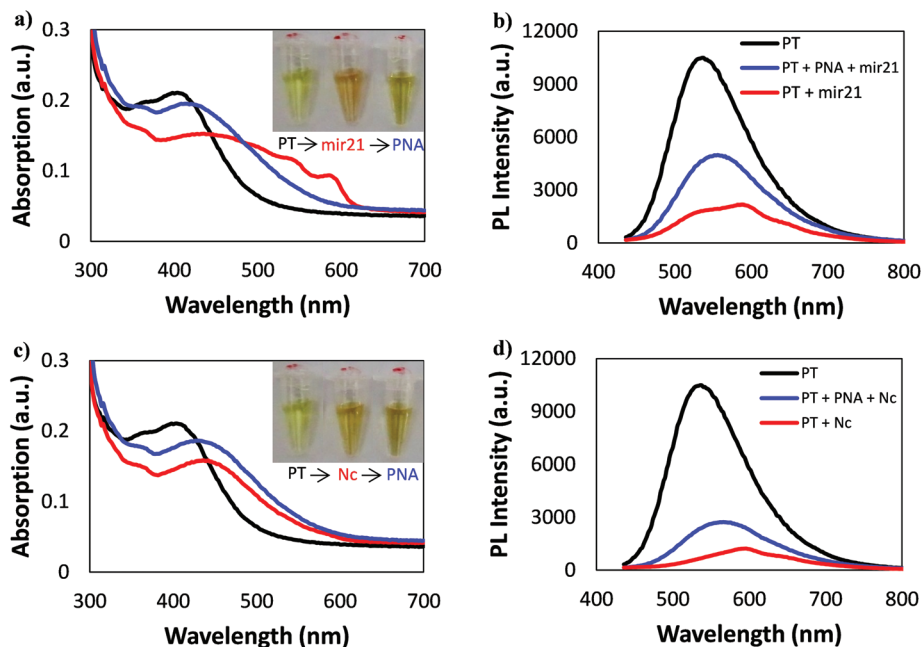 a)
0.3
0.2
0.1
0
Absorption (a.u.)
PT → mir21 → PNA
300 400 500 600 700
Wavelength (nm)
b)
12000
9000
6000
3000
0
PL Intensity (a.u.)
PT
PT + PNA + mir21
PT + mir21
400 500 600 700 800
Wavelength (nm)
c)
0.3
0.2
0.1
0
Absorption (a.u.)
PT → Nc → PNA
300 400 500 600 700
Wavelength (nm)
d)
12000
9000
6000
3000
0
PL Intensity (a.u.)
PT
PT + PNA + Nc
PT + Nc
400 500 600 700 800
Wavelength (nm)